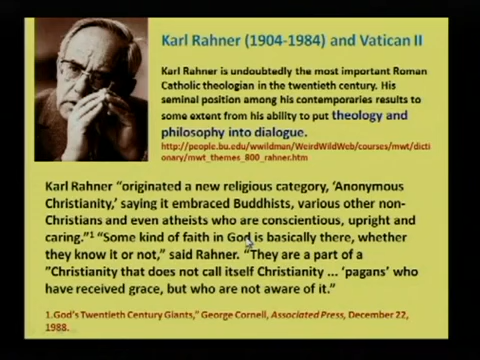 Karl Rahner (1904-1984) and Vatican II
Karl Rahner is undoubtedly the most important Roman
Catholic theologian in the twentieth century. His
seminal position among his contemporaries results to
some extent from his ability to put theology and
philosophy into dialogue.
http://people.bu.edu/wwildman/WeirdWildWeb/courses/mwt/dicti
onary/mwt_themes_800_rahner.htm
Karl Rahner “originated a new religious category, ‘Anonymous
Christianity,’ saying it embraced Buddhists, various other non-
Christians and even atheists who are conscientious, upright and
caring.”1 “Some kind of faith in God is basically there, whether
they know it or not,” said Rahner. “They are a part of a
”Christianity that does not call itself Christianity ... ‘pagans’ who
have received grace, but who are not aware of it.”
1.God’s Twentieth Century Giants,” George Cornell, Associated Press, December 22,
1988.